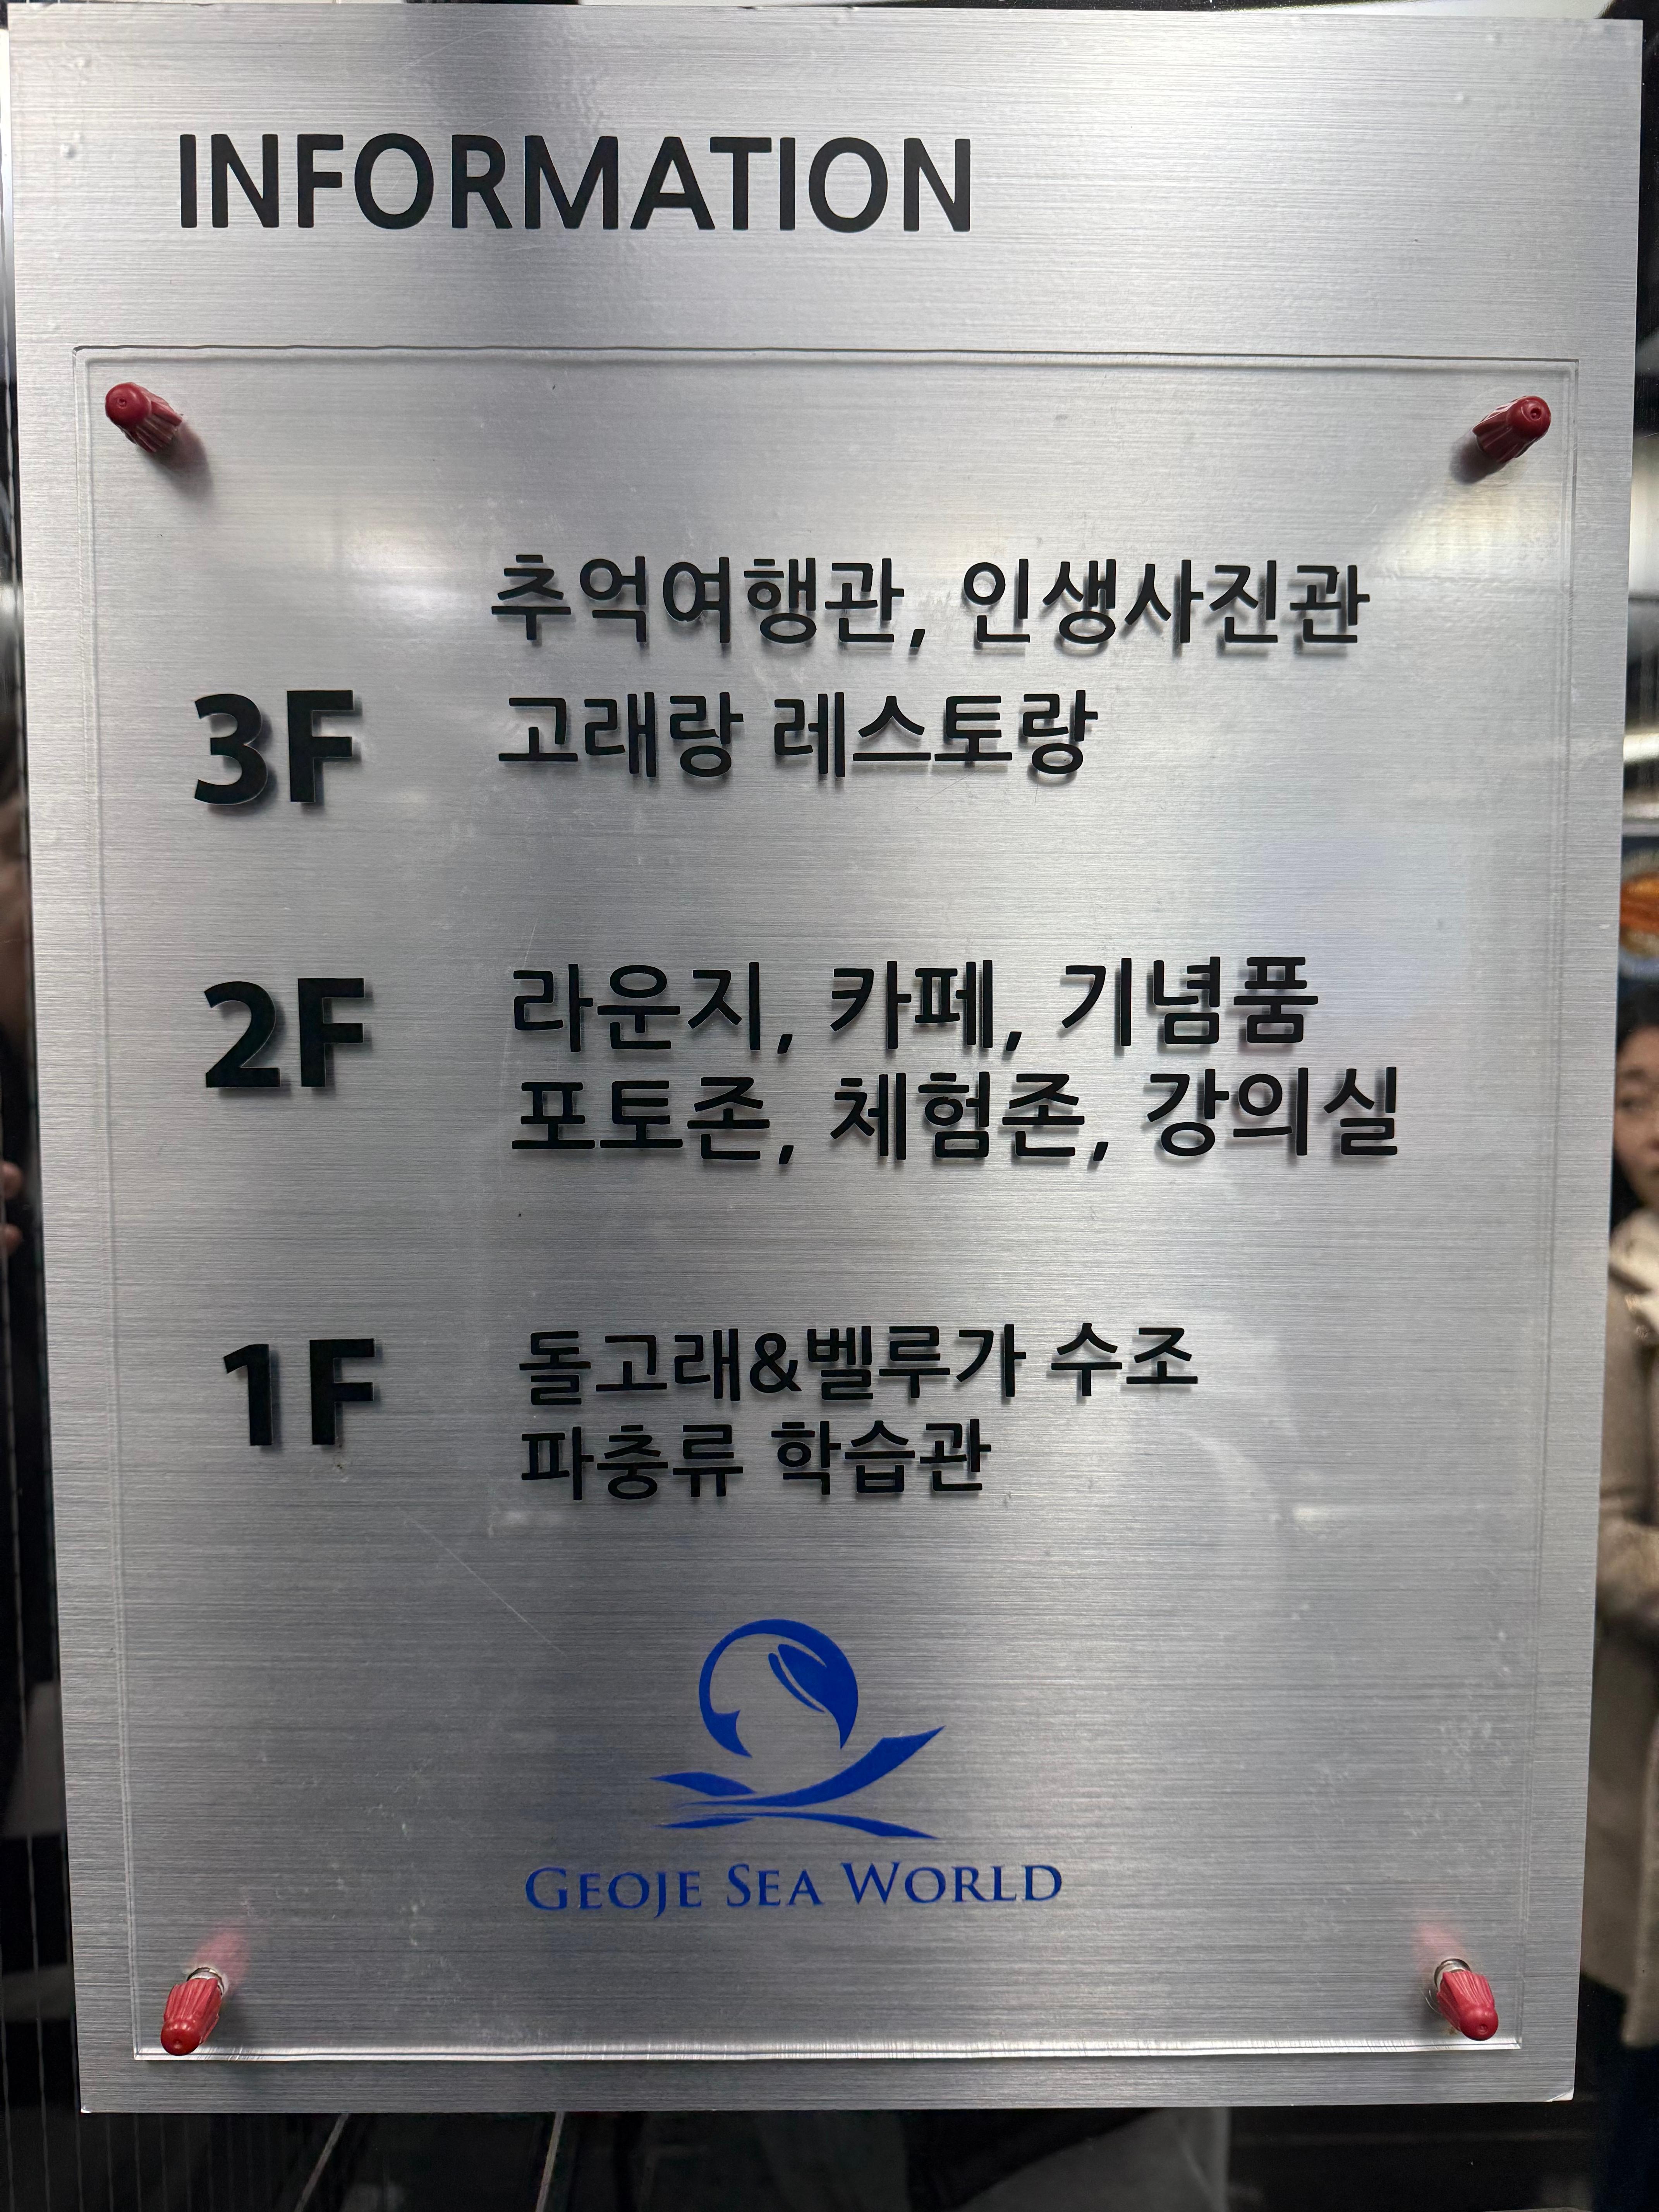 INFORMATION
추억여행관, 인생사진관
3F 고래랑 레스토랑
2F 라운지, 카페, 기념품
포토존, 체험존, 강의실
1F 돌고래&벨루가 수조
파충류 학습관
GEOJE SEA WORLD